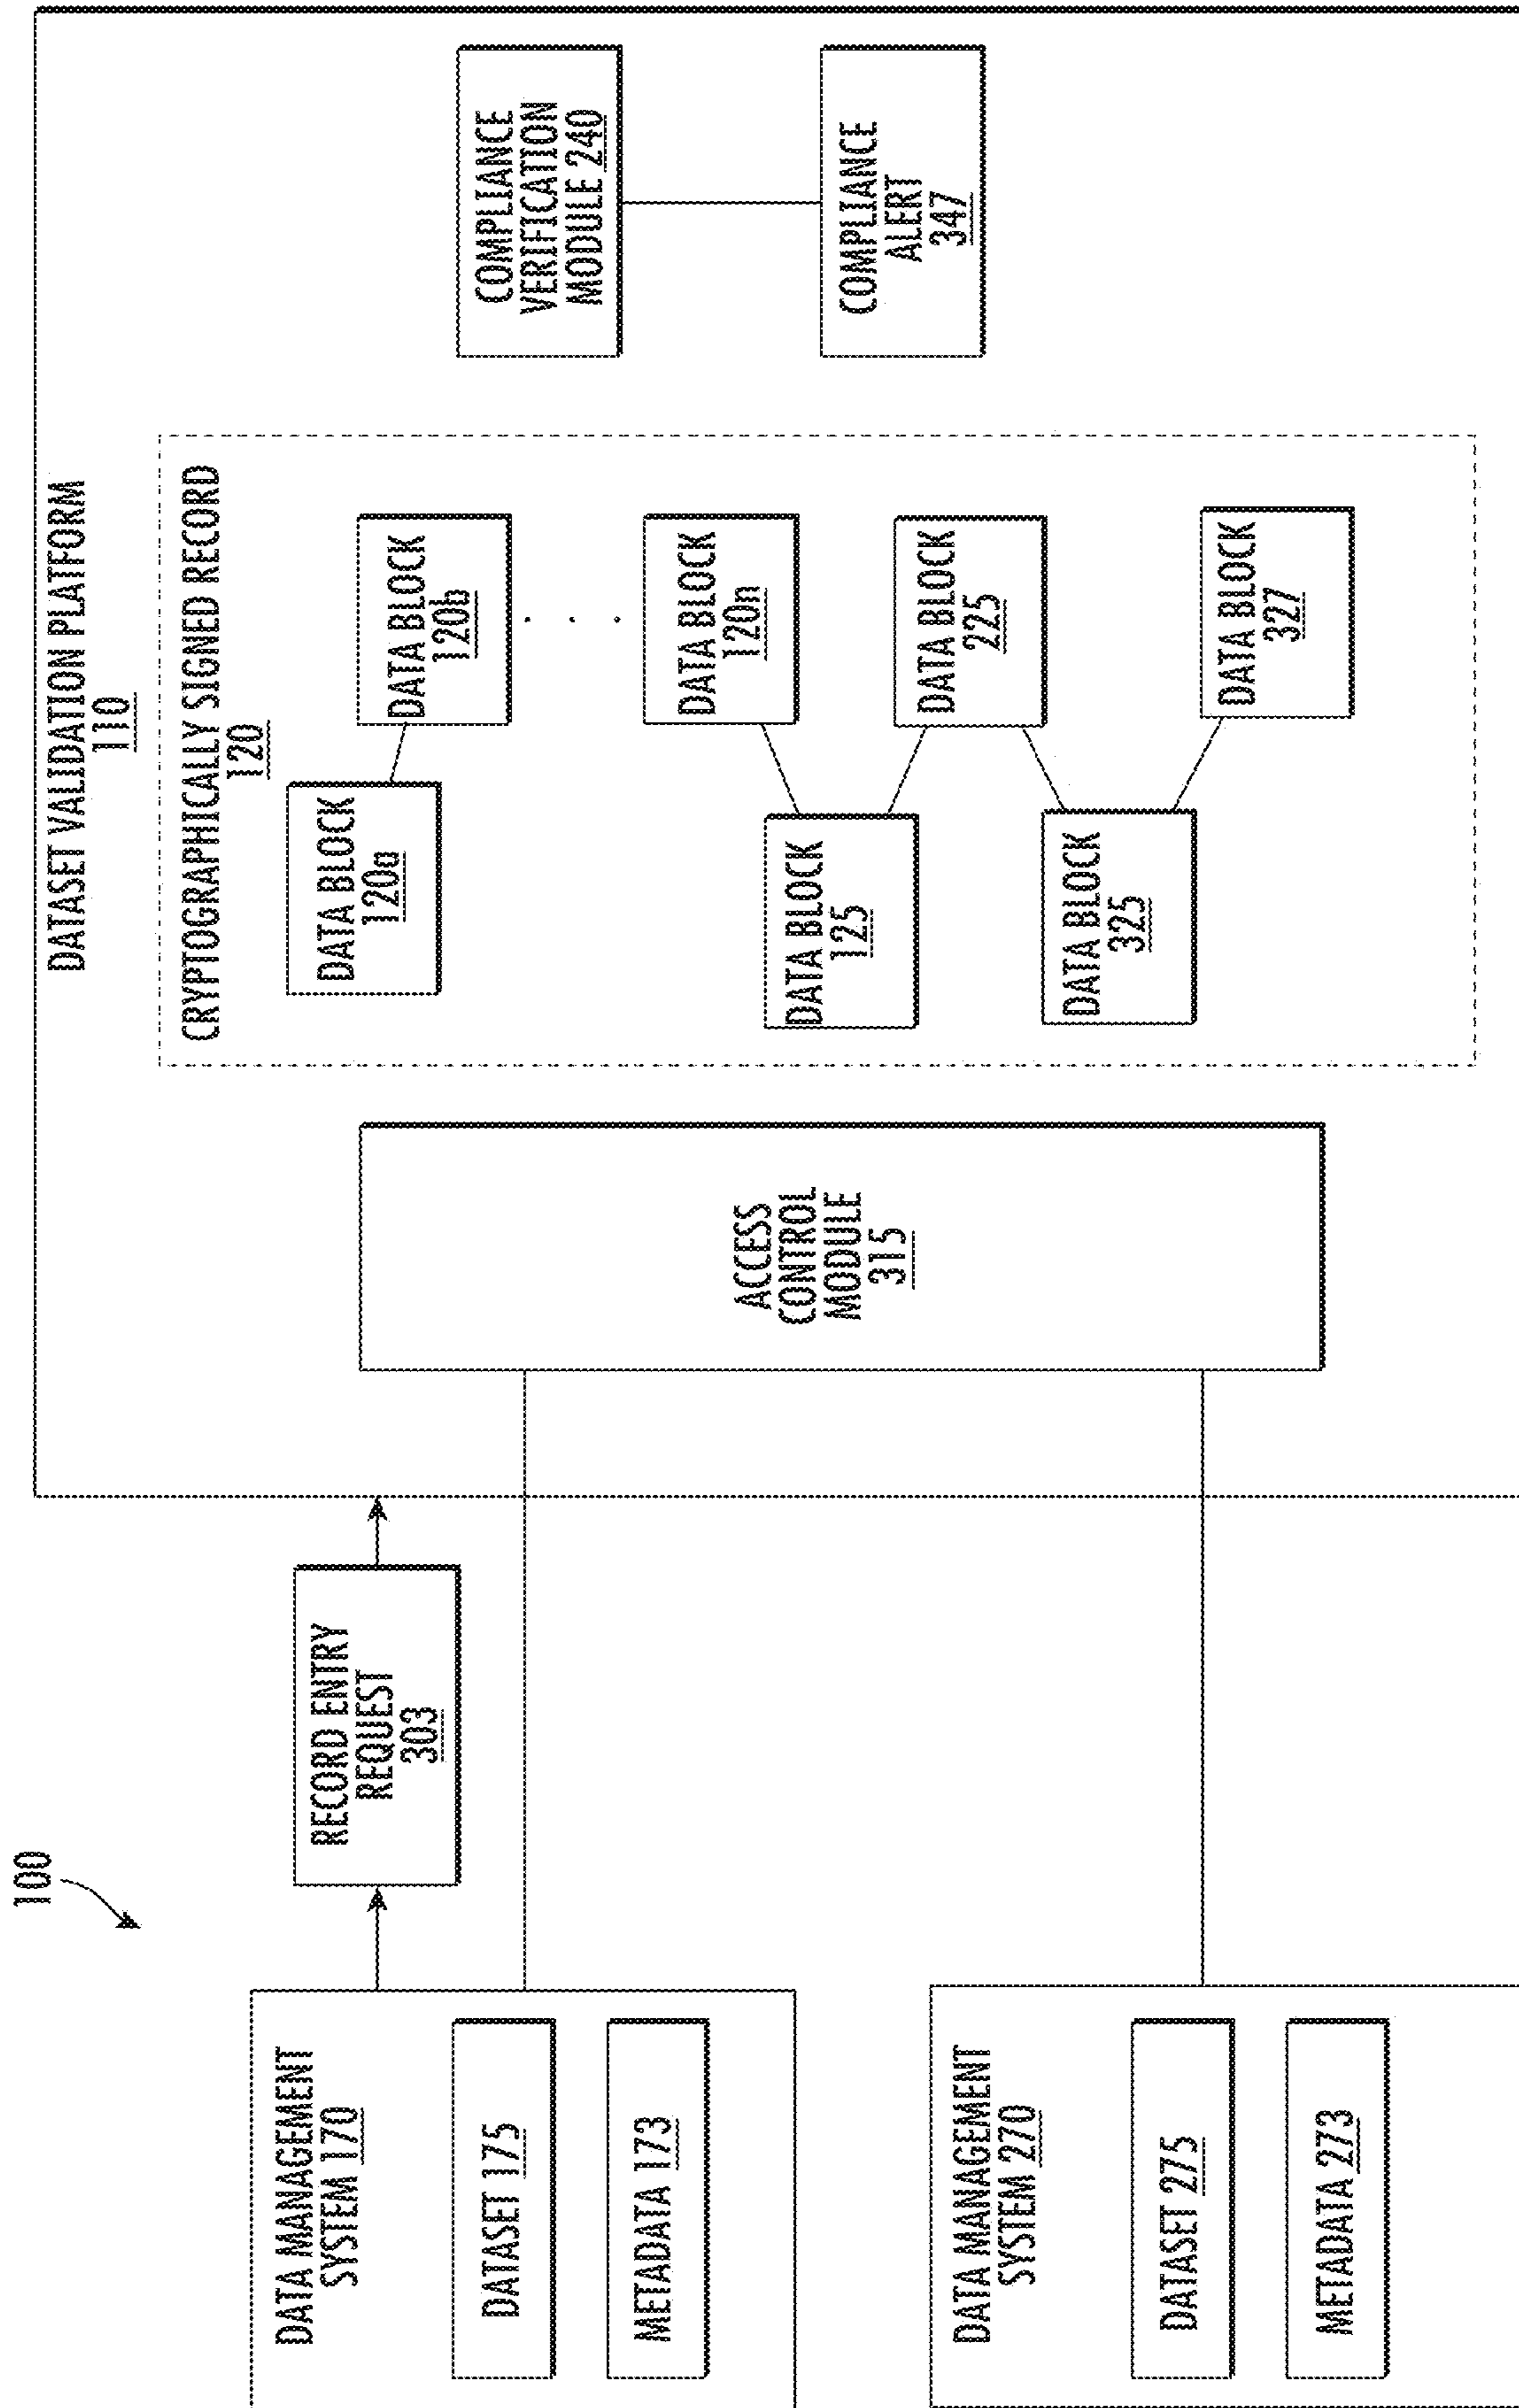 100
DATA MANAGEMENT
SYSTEM 170
DATASET 175
METADATA 173
DATA MANAGEMENT
SYSTEM 270
DATASET 275
METADATA 273
RECORD ENTRY
REQUEST
303
DATASET VALIDATION PLATFORM
110
ACCESS
CONTROL
MODULE
315
CRYPTOGRAPHICALLY SIGNED RECORD
120
DATA BLOCK
120a
DATA BLOCK
120b
. . .
DATA BLOCK
120n
DATA BLOCK
125
DATA BLOCK
225
DATA BLOCK
325
DATA BLOCK
327
COMPLIANCE
VERIFICATION
MODULE 240
COMPLIANCE
ALERT
347